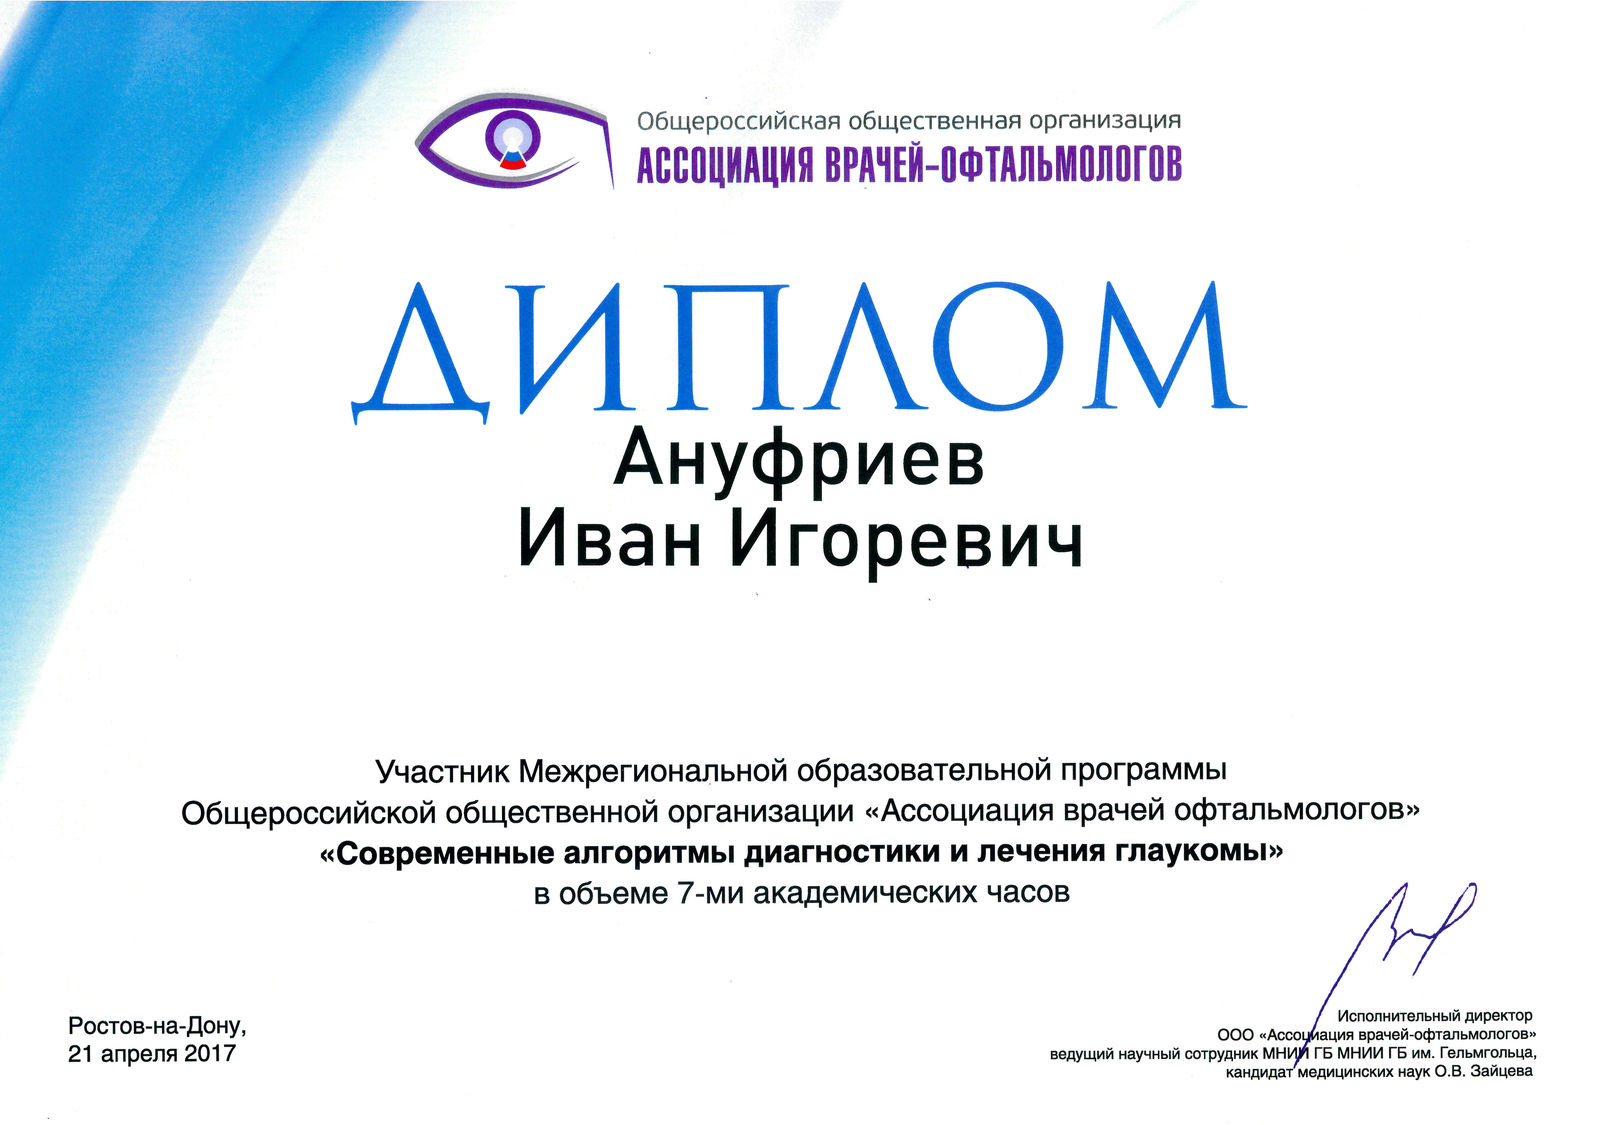 Общероссийская общественная организация
АССОЦИАЦИЯ ВРАЧЕЙ-ОФТАЛЬМОЛОГОВ
ДИПЛОМ
Ануфриев
Иван Игоревич
Участник Межрегиональной образовательной программы
Общероссийской общественной организации «Ассоциация врачей офтальмологов»
«Современные алгоритмы диагностики и лечения глаукомы»
в объеме 7-ми академических часов
Ростов-на-Дону,
21 апреля 2017
Исполнительный директор
ООО «Ассоциация врачей-офтальмологов»
ведущий научный сотрудник МНИИ ГБ МНИИ ГБ им. Гельмгольца,
кандидат медицинских наук О.В. Зайцева